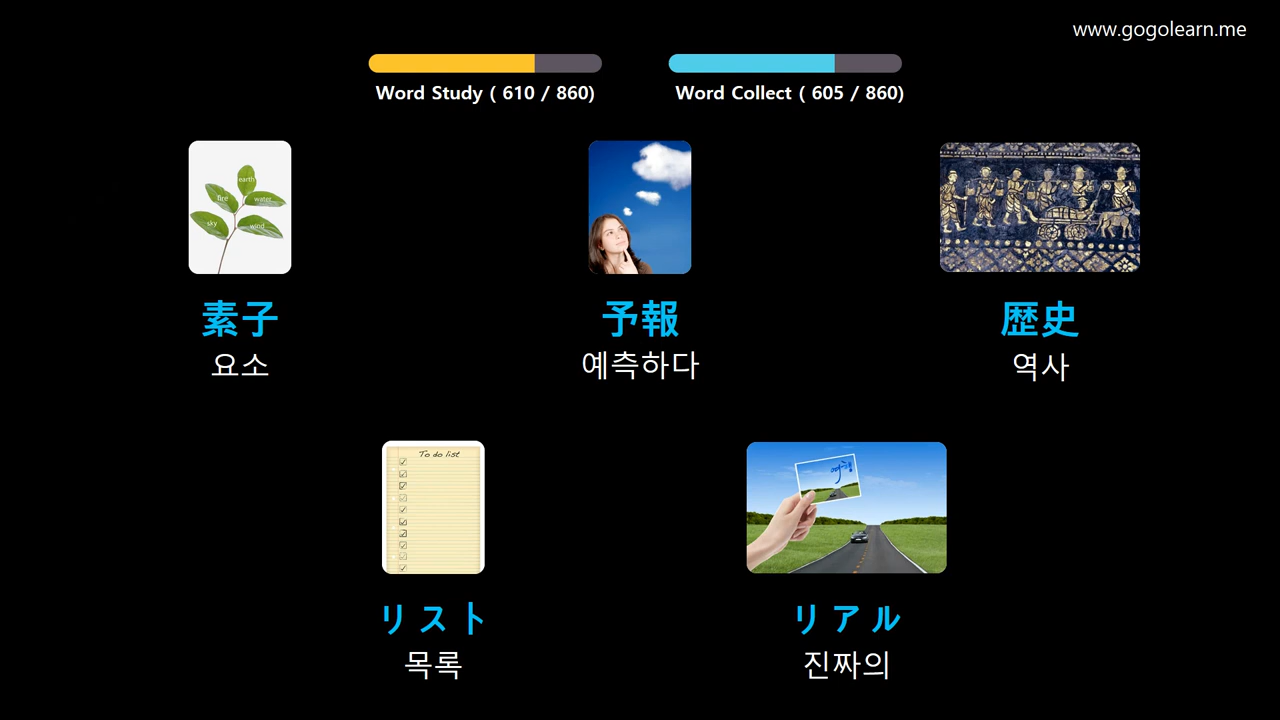 www.gogolearn.me
Word Study ( 610 / 860)
Word Collect ( 605 / 860)
earth
fire
water
sky
wind
素子
予報
歴史
요소
예측하다
역사
To do list
リスト
リアル
목록
진짜의